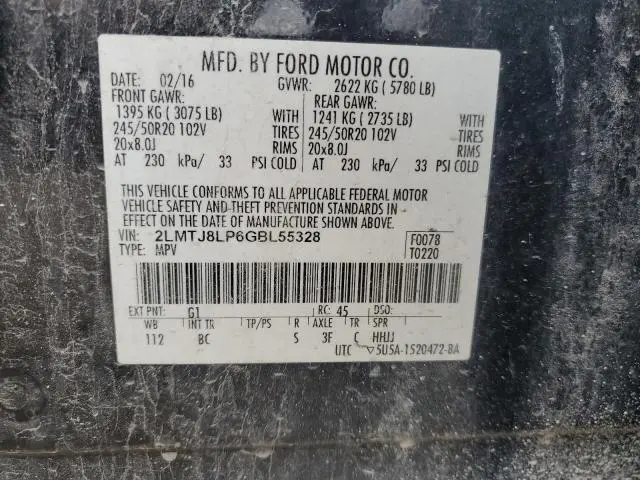 MFD. BY FORD MOTOR CO.
DATE: 02/16 GVWR: 2622 KG ( 5780 LB)
FRONT GAWR: REAR GAWR:
1395 KG ( 3075 LB) WITH 1241 KG ( 2735 LB) WITH
245/50R20 102V TIRES 245/50R20 102V TIRES
20x8.0J RIMS 20x8.0J RIMS
AT 230 kPa/ 33 PSI COLD AT 230 kPa/ 33 PSI COLD
THIS VEHICLE CONFORMS TO ALL APPLICABLE FEDERAL MOTOR
VEHICLE SAFETY AND THEFT PREVENTION STANDARDS IN
EFFECT ON THE DATE OF MANUFACTURE SHOWN ABOVE.
VIN: 2LMTJ8LP6GBL55328 F0078
TYPE: MPV T0220
EXT PNT: G1 RC: 45 DSO:
WB INT TR TP/PS R AXLE TR SPR
112 BC S 3F C HHJJ
UTC ▽5U5A-1520472-BA